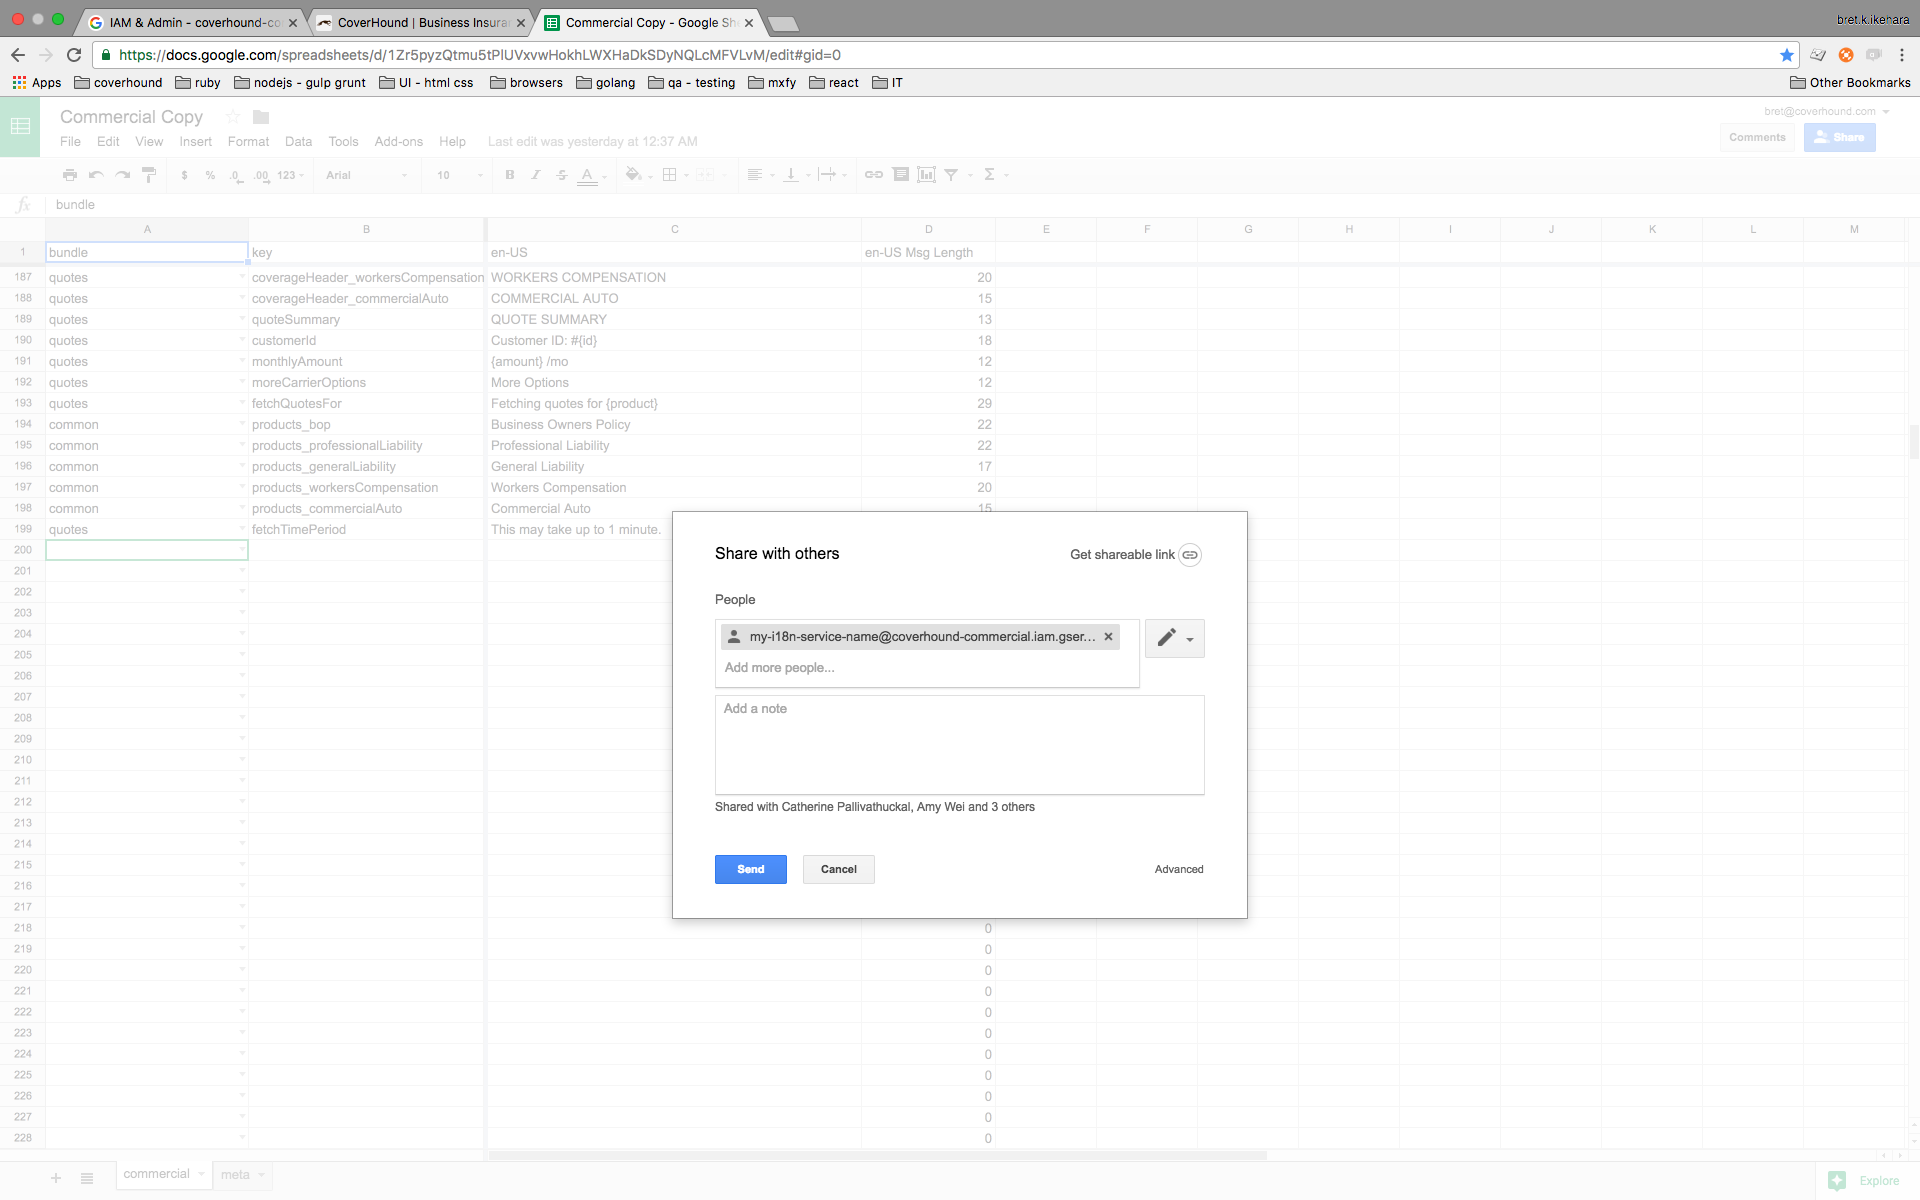 IAM & Admin - coverhound-co
CoverHound | Business Insuran
Commercial Copy - Google She
bret.k.ikehara
https://docs.google.com/spreadsheets/d/1Zr5pyzQtmu5tPlUVxvwHokhLWXHaDkSDyNQLcMFVLvM/edit#gid=0
Apps coverhound ruby nodejs - gulp grunt UI - html css browsers golang qa - testing mxfy react IT Other Bookmarks
Commercial Copy
bret@coverhound.com
File Edit View Insert Format Data Tools Add-ons Help Last edit was yesterday at 12:37 AM
Comments Share
$ % .0 .00 123 Arial 10 B I S A Σ
fx bundle
A B C D E F G H I J K L M
1 bundle key en-US en-US Msg Length
187 quotes coverageHeader_workersCompensation WORKERS COMPENSATION 20
188 quotes coverageHeader_commercialAuto COMMERCIAL AUTO 15
189 quotes quoteSummary QUOTE SUMMARY 13
190 quotes customerId Customer ID: #{id} 18
191 quotes monthlyAmount {amount} /mo 12
192 quotes moreCarrierOptions More Options 12
193 quotes fetchQuotesFor Fetching quotes for {product} 29
194 common products_bop Business Owners Policy 22
195 common products_professionalLiability Professional Liability 22
196 common products_generalLiability General Liability 17
197 common products_workersCompensation Workers Compensation 20
198 common products_commercialAuto Commercial Auto 15
199 quotes fetchTimePeriod This may take up to 1 minute.
200
201
202
203
204
205
206
207
208
209
210
211
212
213
214
215
216
217
218 0
219 0
220 0
221 0
222 0
223 0
224 0
225 0
226 0
227 0
228 0
Share with others
Get shareable link
People
my-i18n-service-name@coverhound-commercial.iam.gser...
Add more people...
Add a note
Shared with Catherine Pallivathuckal, Amy Wei and 3 others
Send Cancel Advanced
commercial meta
Explore